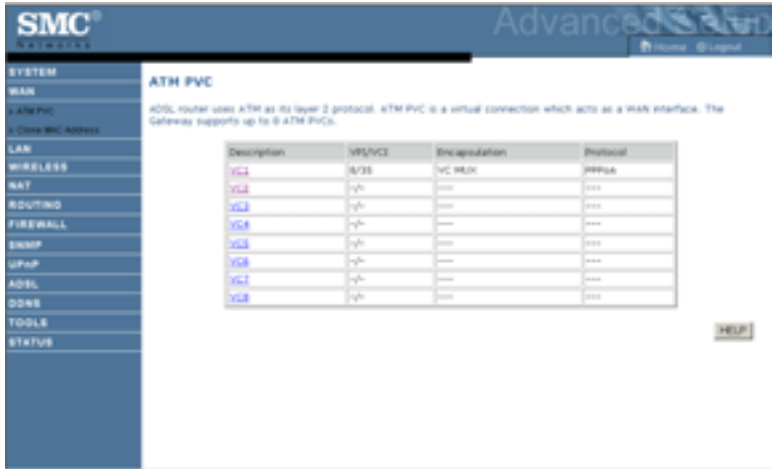 SMC®
Networks
Advanced Setup
Home Logout
SYSTEM
WAN
» ATM PVC
» Clone MAC Address
LAN
WIRELESS
NAT
ROUTING
FIREWALL
SNMP
UPnP
ADSL
DDNS
TOOLS
STATUS
ATM PVC
ADSL router uses ATM as its layer 2 protocol. ATM PVC is a virtual connection which acts as a WAN interface. The
Gateway supports up to 8 ATM PVCs.
Description VPI/VCI Encapsulation Protocol
VC1 8/35 VC MUX PPPoA
VC2 -/- --- ---
VC3 -/- --- ---
VC4 -/- --- ---
VC5 -/- --- ---
VC6 -/- --- ---
VC7 -/- --- ---
VC8 -/- --- ---
HELP